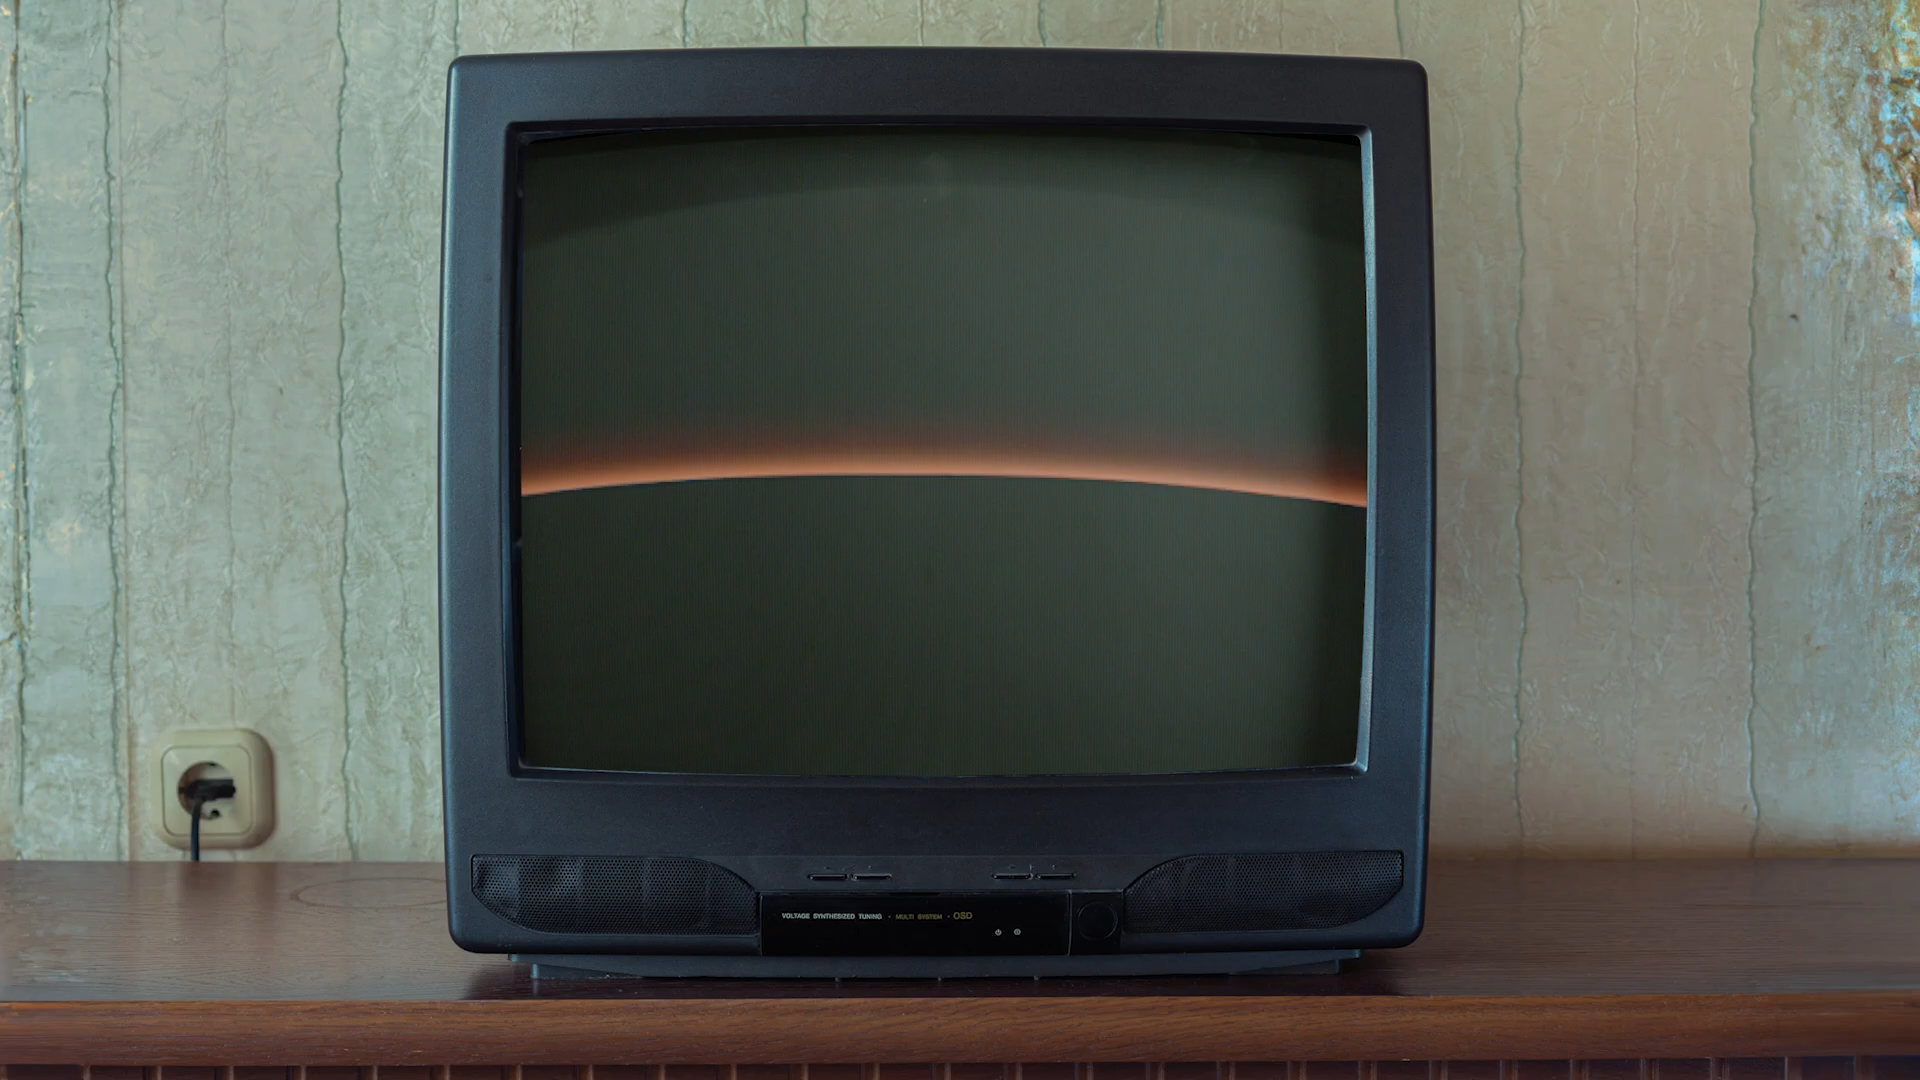 VOLTAGE SYNTHESIZED TUNING · MULTI SYSTEM · OSD